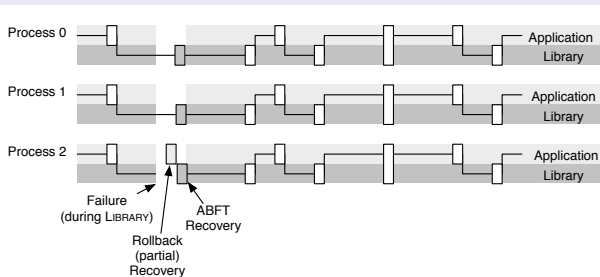 Process 0
Application
Library
Process 1
Application
Library
Process 2
Application
Library
Failure
(during LIBRARY)
ABFT
Recovery
Rollback
(partial)
Recovery